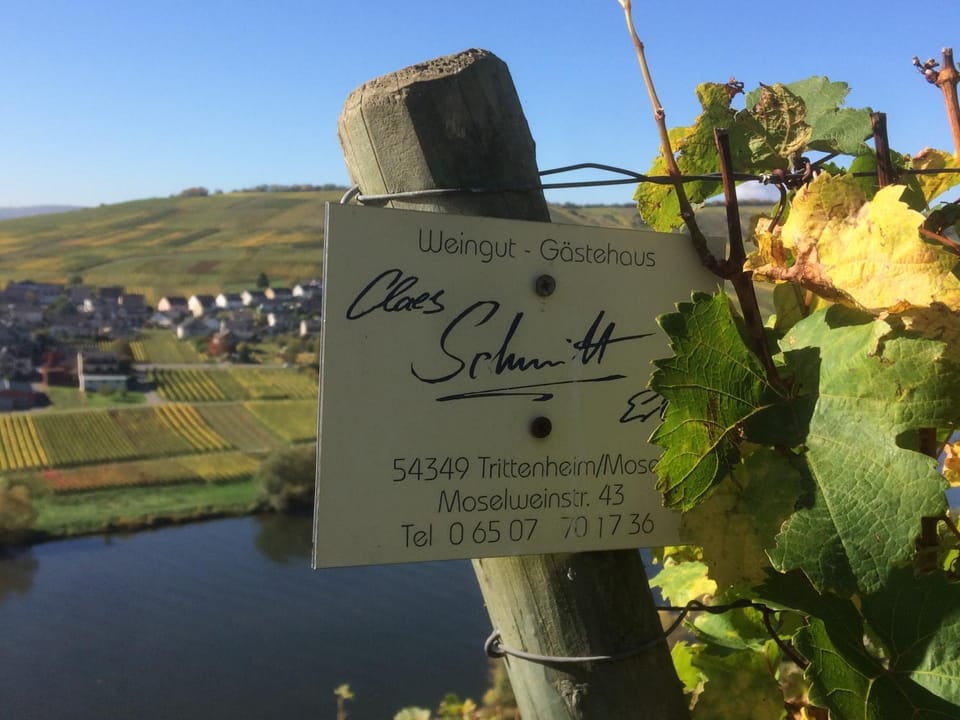 Weingut - Gästehaus
Claes
Schmitt
54349 Trittenheim/Mose
Moselweinstr. 43
Tel 0 65 07 70 17 36